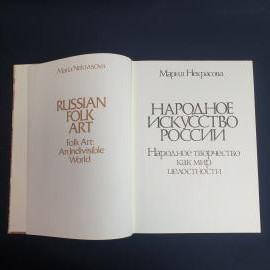 Maria Nekrasova
RUSSIAN
FOLK
ART
Folk Art:
An Indivisible
World
Мария Некрасова
НАРОДНОЕ
ИСКУССТВО
РОССИИ
Народное творчество
как мир
целостности